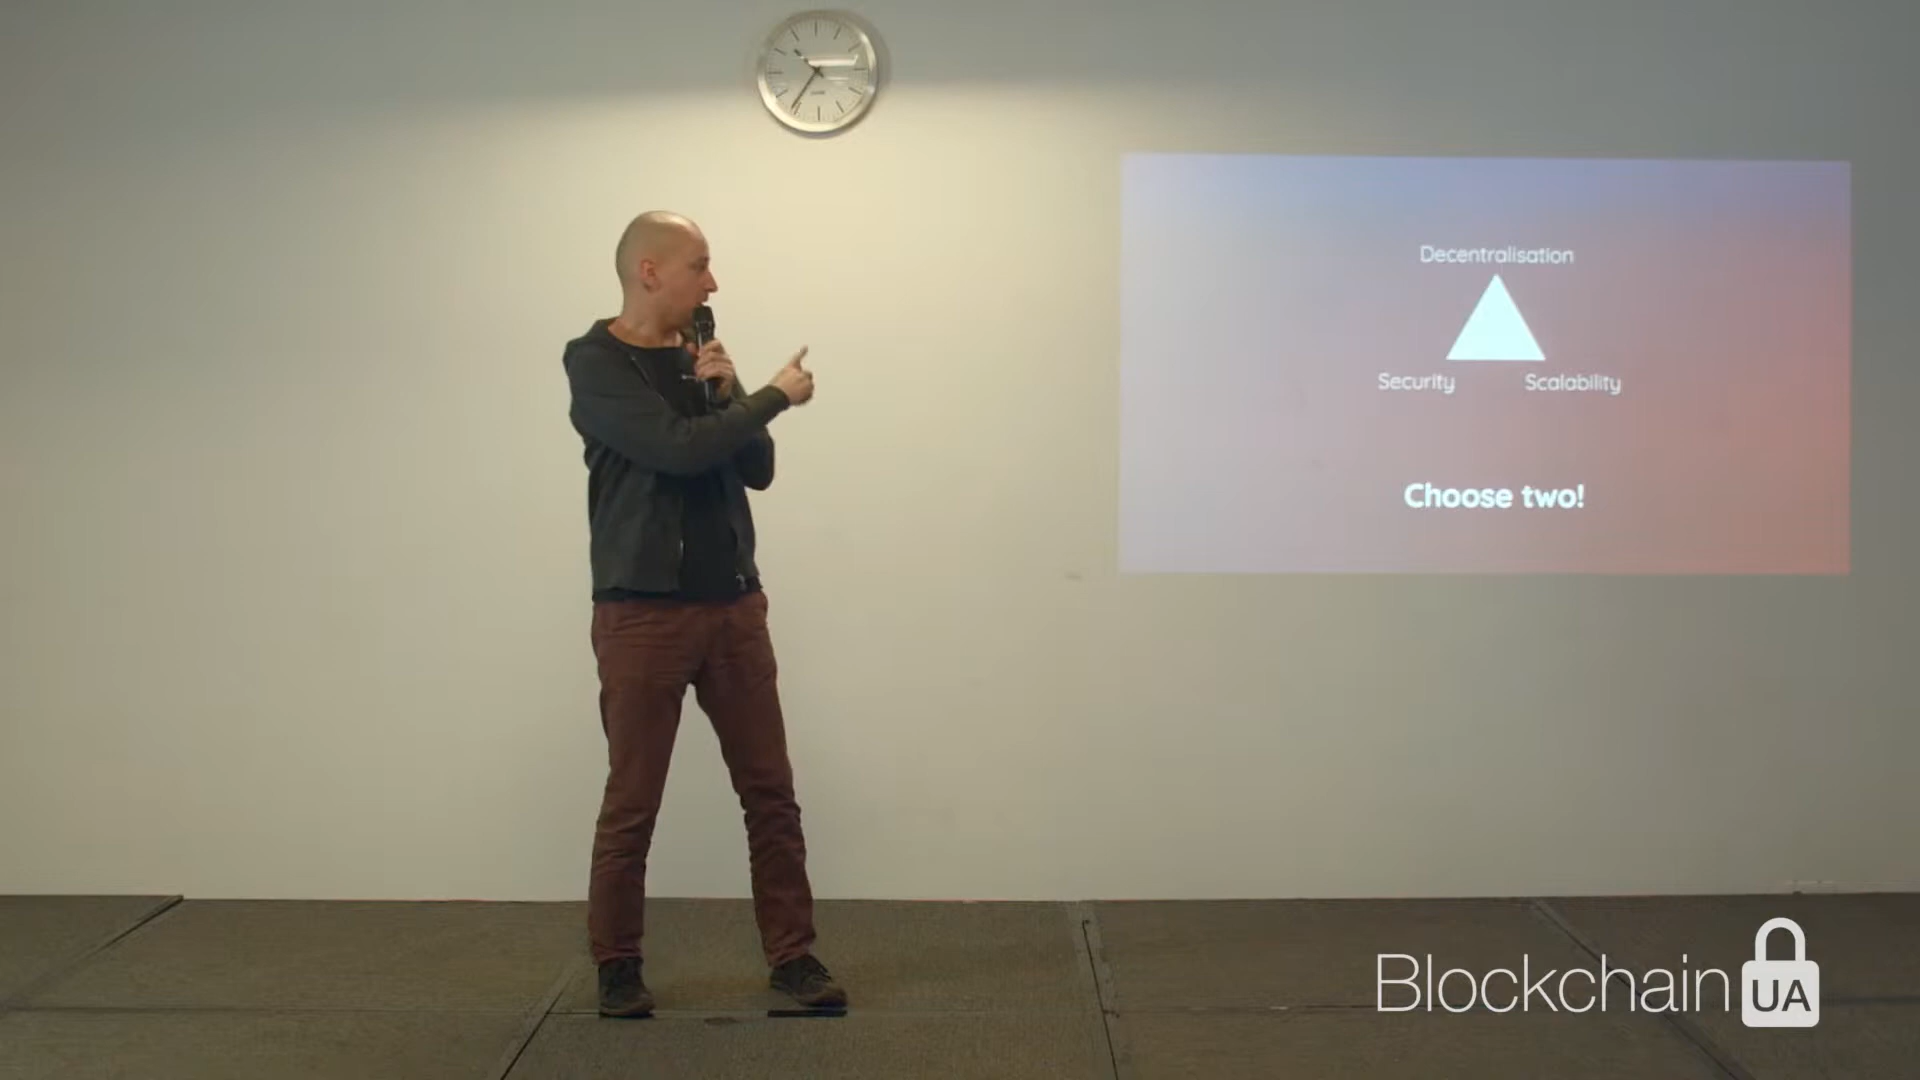 Decentralisation
Security Scalability
Choose two!
Blockchain UA